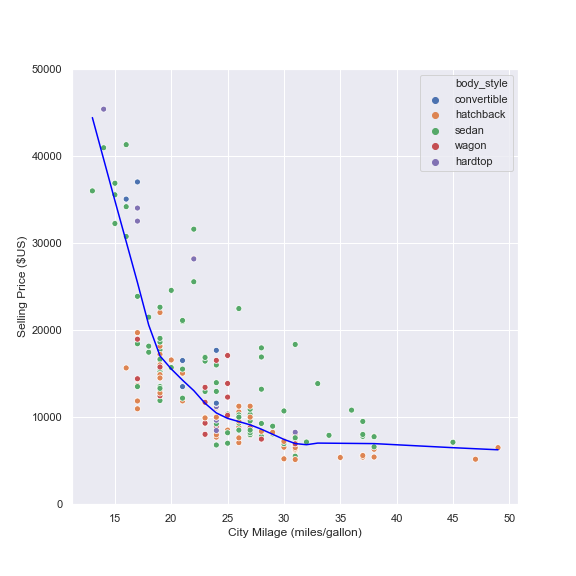 50000
40000
30000
20000
10000
0
Selling Price ($US)
body_style
convertible
hatchback
sedan
wagon
hardtop
15 20 25 30 35 40 45 50
City Milage (miles/gallon)